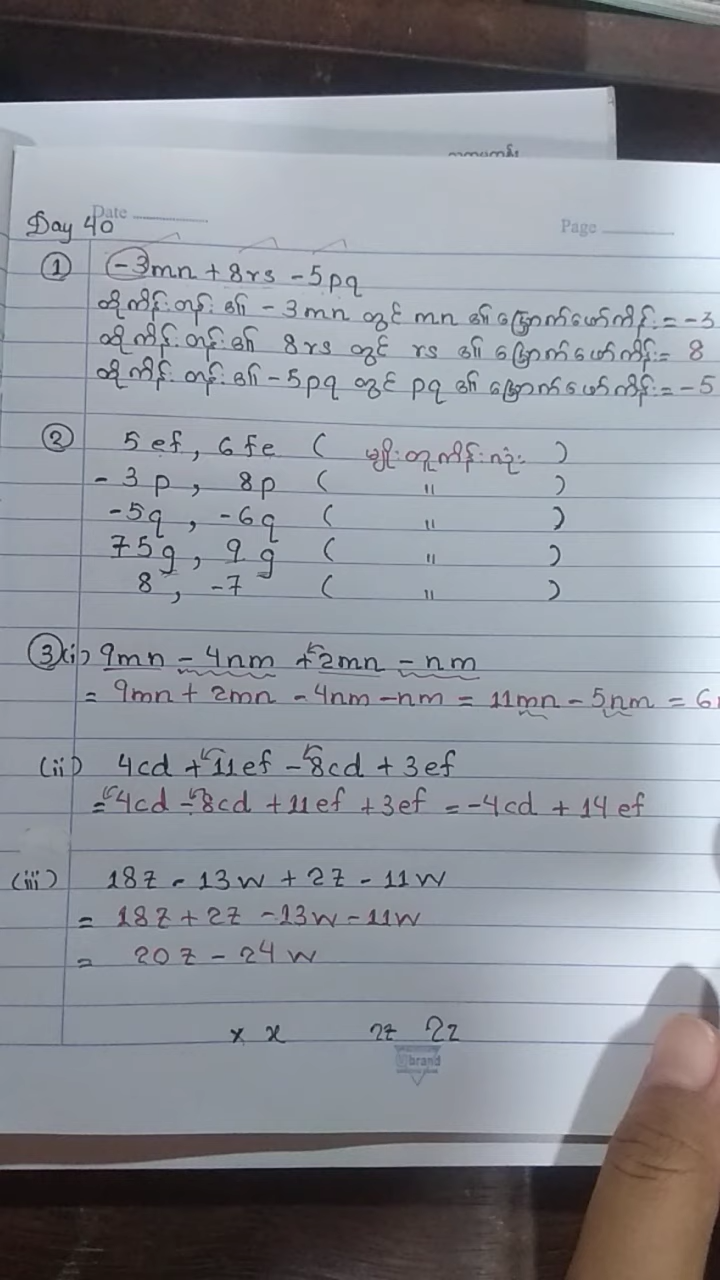 Date
Day 40
Page
① -3mn + 8rs - 5pq
ထိုကိန်းတန်း၏ - 3mn တွင် mn ၏ မြှောက်ဖော်ကိန်း = -3
ထိုကိန်းတန်း၏ 8rs တွင် rs ၏ မြှောက်ဖော်ကိန်း = 8
ထိုကိန်းတန်း၏ -5pq တွင် pq ၏ မြှောက်ဖော်ကိန်း = -5
② 5ef, 6fe ( မျိုးတူကိန်းလုံး )
- 3p, 8p ( " )
-5q, -6q ( " )
75g, 9g ( " )
8, -7 ( " )
③(i) 9mn - 4nm + 2mn - nm
= 9mn + 2mn - 4nm - nm = 11mn - 5nm = 6
(ii) 4cd + 11ef - 8cd + 3ef
= 4cd - 8cd + 11ef + 3ef = -4cd + 14ef
(iii) 18z - 13w + 2z - 11w
= 18z + 2z - 13w - 11w
= 20z - 24w
x x 2z 2z
brand